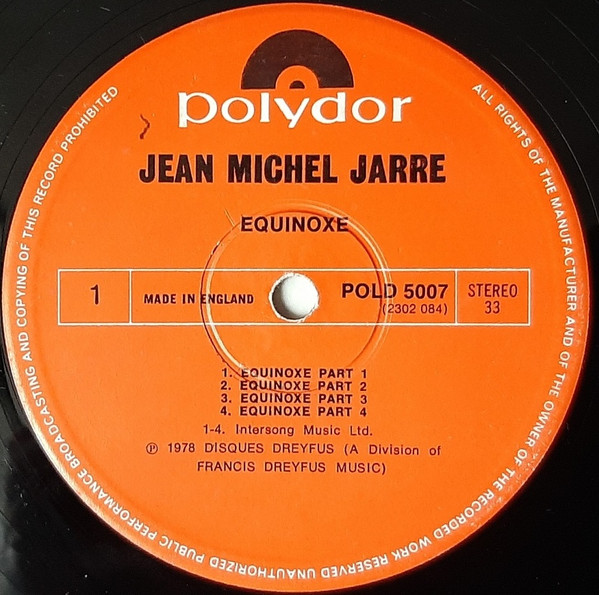 polydor
JEAN MICHEL JARRE
EQUINOXE
1
MADE IN ENGLAND
POLD 5007
(2302 084)
STEREO
33
1. EQUINOXE PART 1
2. EQUINOXE PART 2
3. EQUINOXE PART 3
4. EQUINOXE PART 4
1-4. Intersong Music Ltd.
℗ 1978 DISQUES DREYFUS (A Division of
FRANCIS DREYFUS MUSIC)
ALL RIGHTS OF THE MANUFACTURER AND OF THE OWNER OF THE RECORDED WORK RESERVED UNAUTHORIZED PUBLIC PERFORMANCE BROADCASTING AND COPYING OF THIS RECORD PROHIBITED